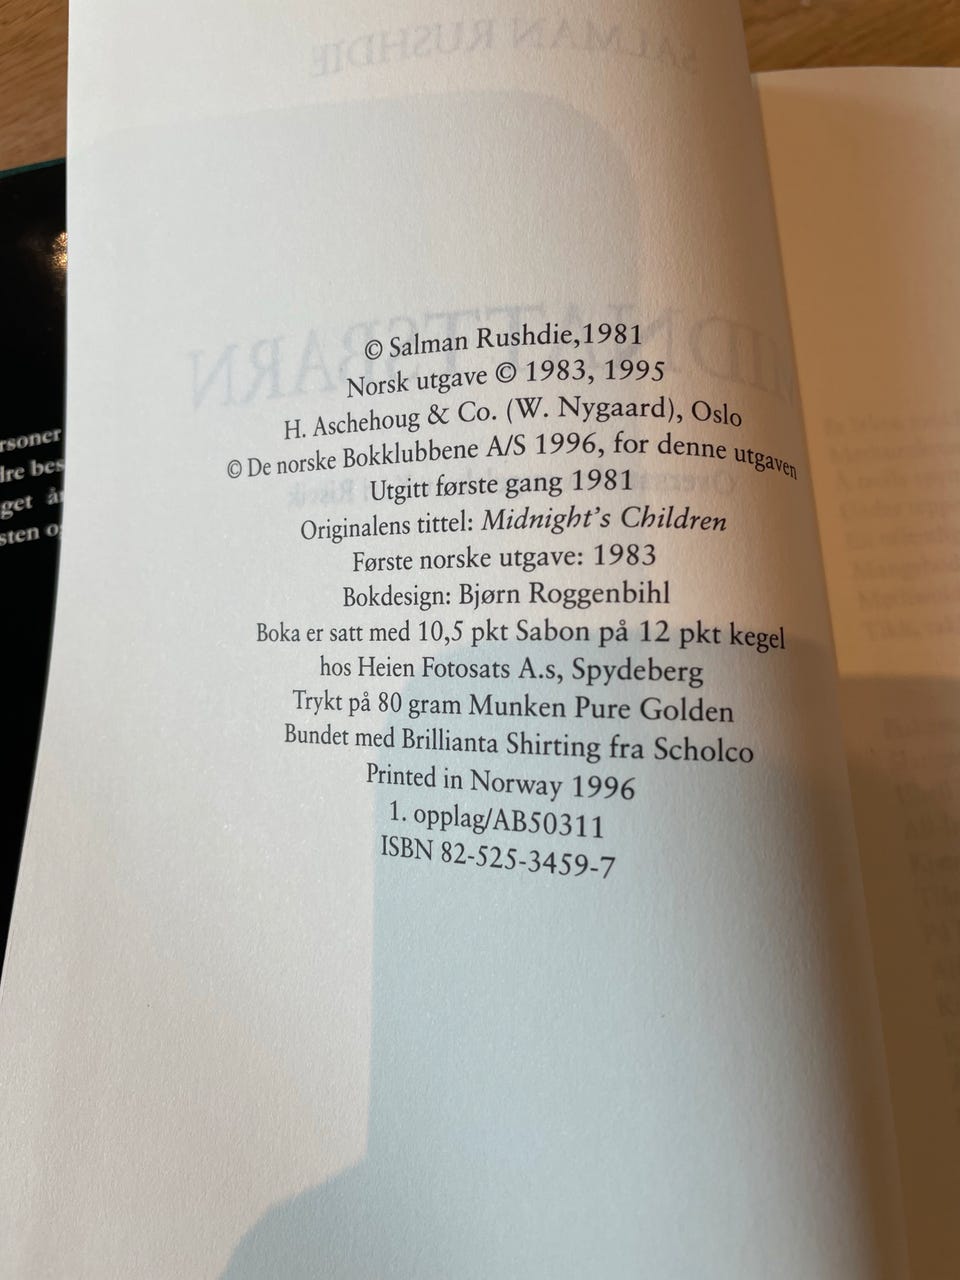 SALMAN RUSHDIE
© Salman Rushdie,1981
Norsk utgave © 1983, 1995
H. Aschehoug & Co. (W. Nygaard), Oslo
© De norske Bokklubbene A/S 1996, for denne utgaven
Utgitt første gang 1981
Originalens tittel: Midnight's Children
Første norske utgave: 1983
Bokdesign: Bjørn Roggenbihl
Boka er satt med 10,5 pkt Sabon på 12 pkt kegel
hos Heien Fotosats A.s, Spydeberg
Trykt på 80 gram Munken Pure Golden
Bundet med Brillianta Shirting fra Scholco
Printed in Norway 1996
1. opplag/AB50311
ISBN 82-525-3459-7